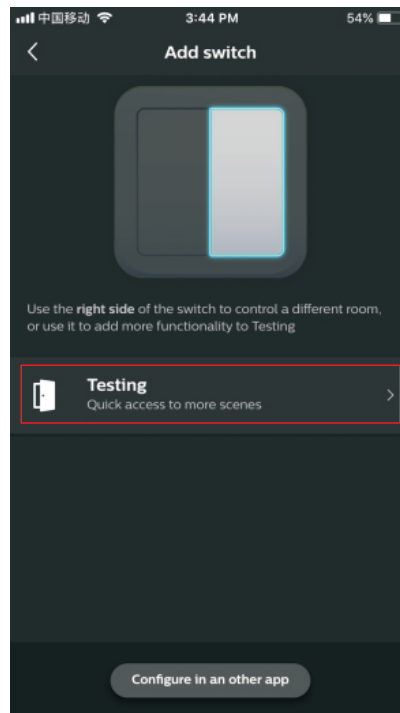 中国移动 3:44 PM 54%
Add switch
Use the right side of the switch to control a different room,
or use it to add more functionality to Testing
Testing
Quick access to more scenes
Configure in an other app